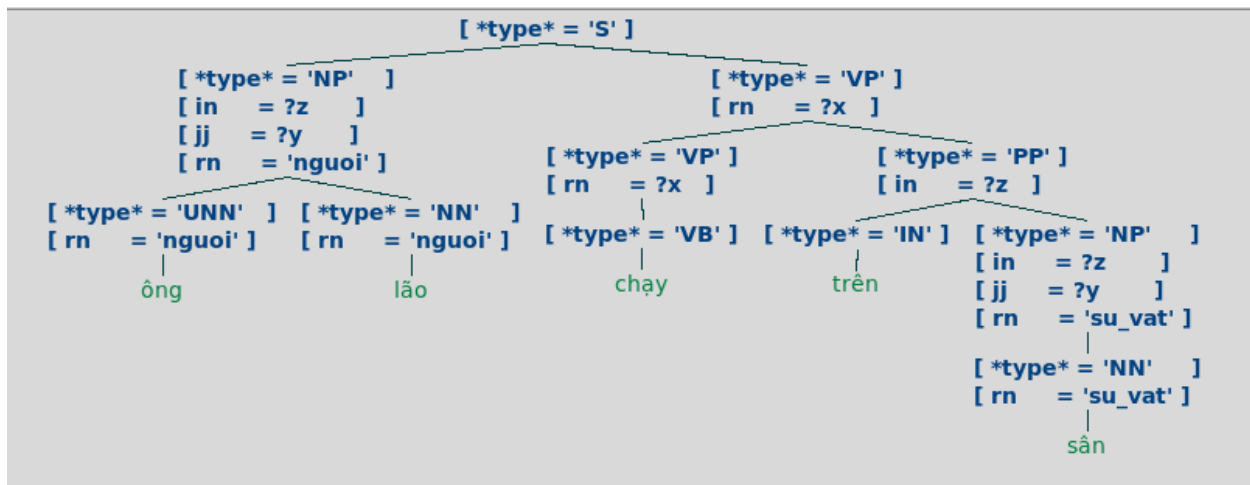 [ *type* = 'S' ]
[ *type* = 'NP' ] [ *type* = 'VP' ]
[ in = ?z ] [ rn = ?x ]
[ jj = ?y ]
[ rn = 'nguoi' ] [ *type* = 'VP' ] [ *type* = 'PP' ]
[ rn = ?x ] [ in = ?z ]
[ *type* = 'UNN' ] [ *type* = 'NN' ] [ *type* = 'VB' ] [ *type* = 'IN' ] [ *type* = 'NP' ]
[ rn = 'nguoi' ] [ rn = 'nguoi' ] [ in = ?z ]
ông lão chạy trên [ jj = ?y ]
[ rn = 'su_vat' ]
[ *type* = 'NN' ]
[ rn = 'su_vat' ]
sân